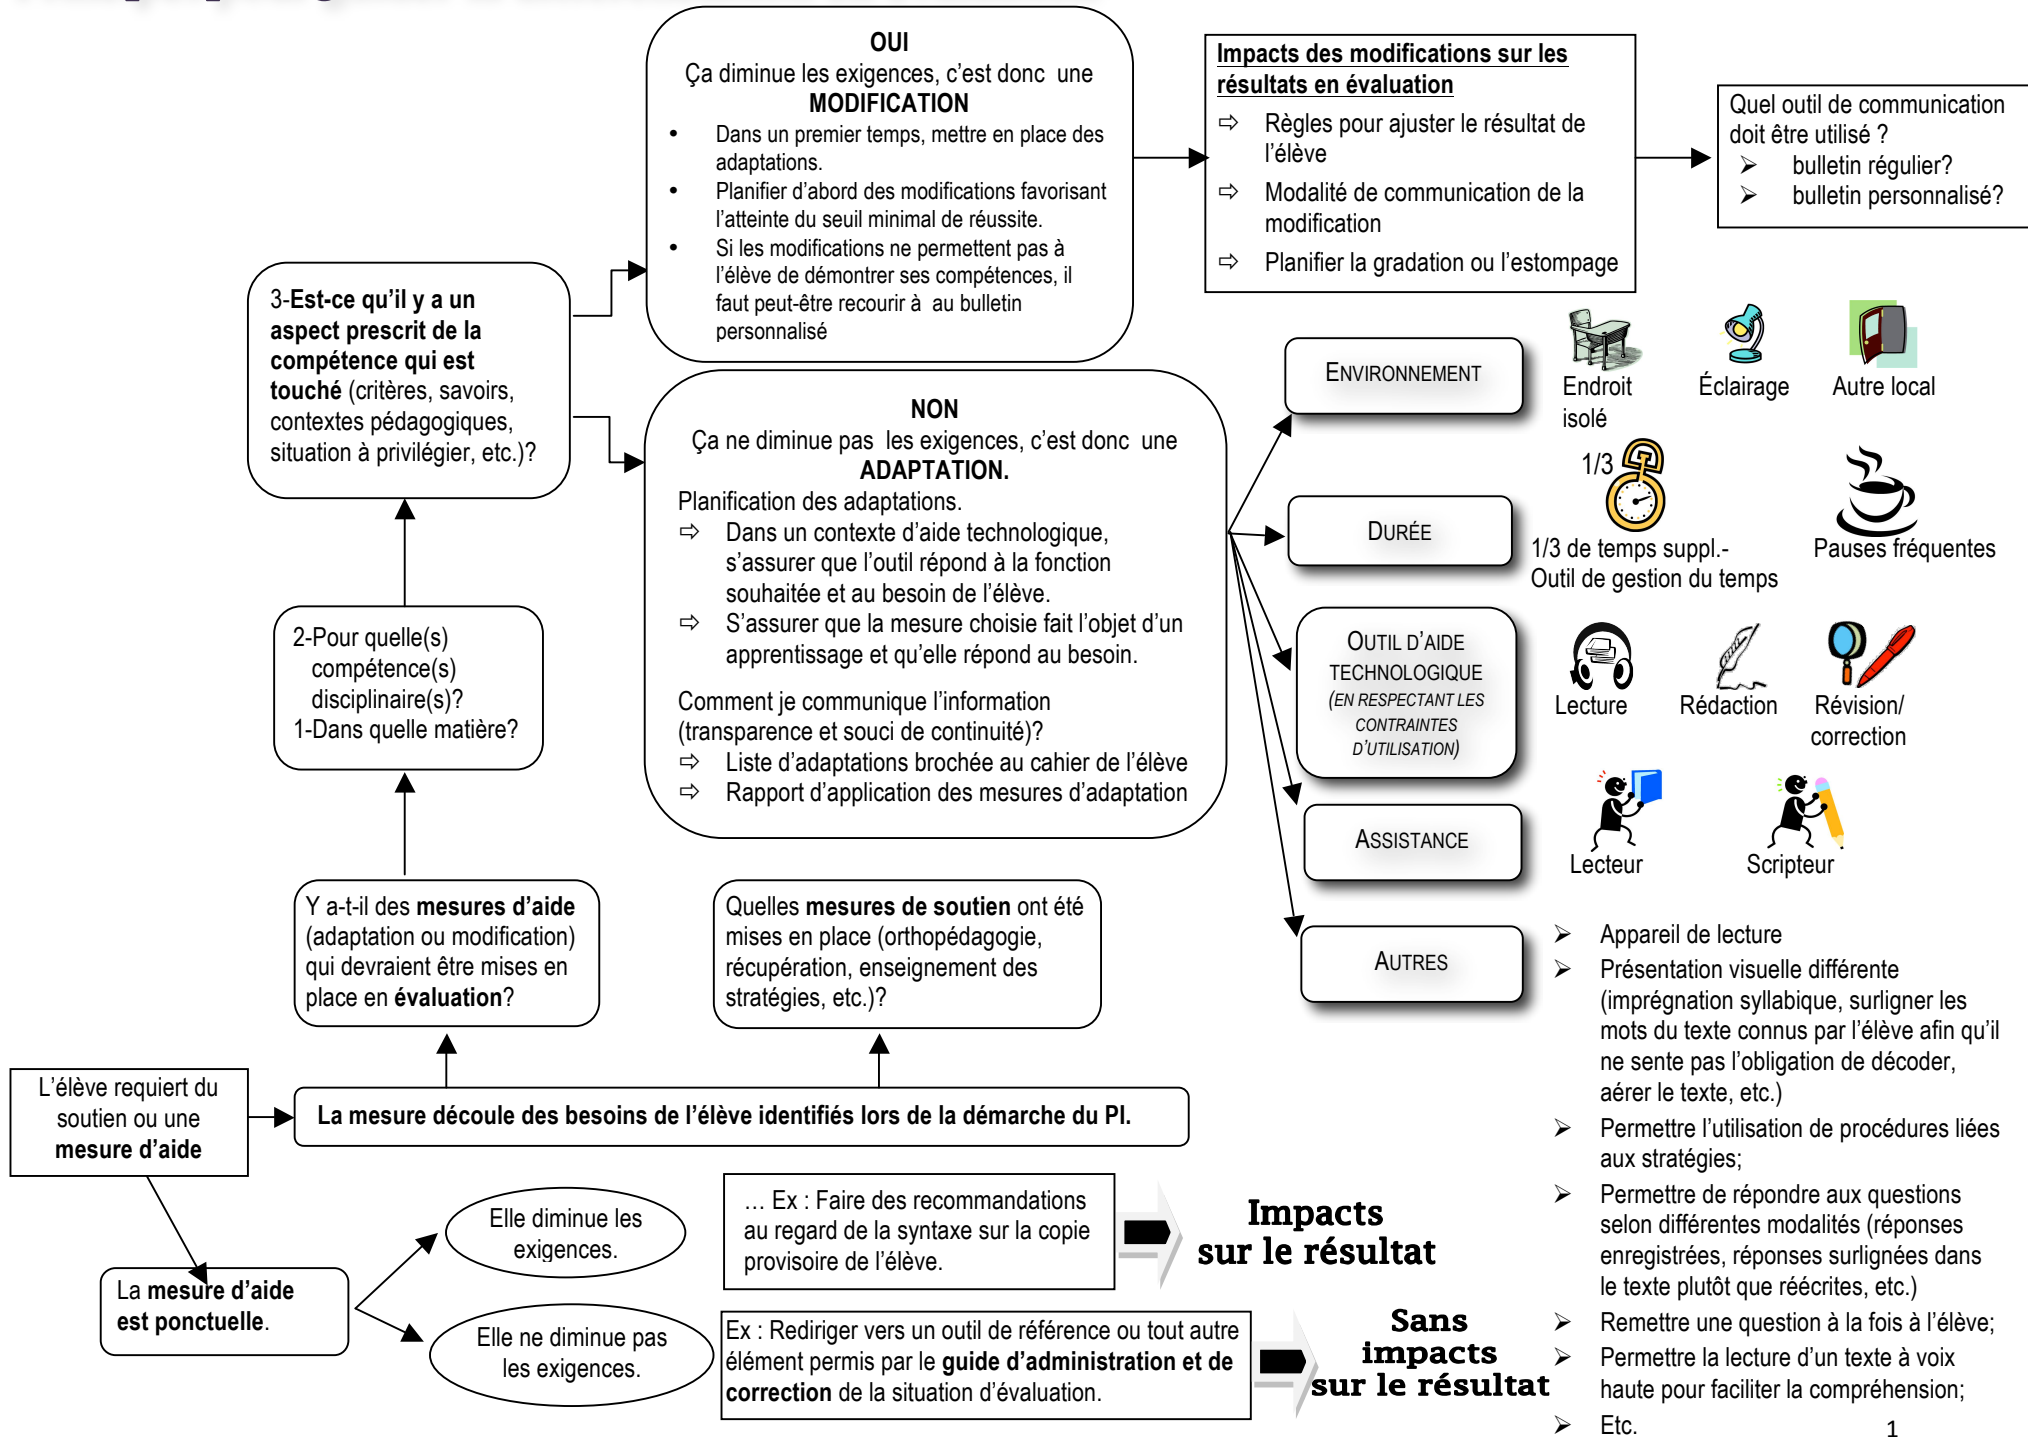 OUI
Ça diminue les exigences, c’est donc une
MODIFICATION
• Dans un premier temps, mettre en place des
adaptations.
• Planifier d’abord des modifications favorisant
l’atteinte du seuil minimal de réussite.
• Si les modifications ne permettent pas à
l’élève de démontrer ses compétences, il
faut peut-être recourir à au bulletin
personnalisé
Impacts des modifications sur les
résultats en évaluation
⇨ Règles pour ajuster le résultat de
l’élève
⇨ Modalité de communication de la
modification
⇨ Planifier la gradation ou l’estompage
Quel outil de communication
doit être utilisé ?
➢ bulletin régulier?
➢ bulletin personnalisé?
3-Est-ce qu’il y a un
aspect prescrit de la
compétence qui est
touché (critères, savoirs,
contextes pédagogiques,
situation à privilégier, etc.)?
NON
Ça ne diminue pas les exigences, c’est donc une
ADAPTATION.
Planification des adaptations.
⇨ Dans un contexte d’aide technologique,
s’assurer que l’outil répond à la fonction
souhaitée et au besoin de l’élève.
⇨ S’assurer que la mesure choisie fait l’objet d’un
apprentissage et qu’elle répond au besoin.
Comment je communique l’information
(transparence et souci de continuité)?
⇨ Liste d’adaptations brochée au cahier de l’élève
⇨ Rapport d’application des mesures d’adaptation
ENVIRONNEMENT
Endroit
isolé
Éclairage
Autre local
DURÉE
1/3
1/3 de temps suppl.-
Outil de gestion du temps
Pauses fréquentes
OUTIL D’AIDE
TECHNOLOGIQUE
(EN RESPECTANT LES
CONTRAINTES
D’UTILISATION)
Lecture
Rédaction
Révision/
correction
ASSISTANCE
Lecteur
Scripteur
AUTRES
➢ Appareil de lecture
➢ Présentation visuelle différente
(imprégnation syllabique, surligner les
mots du texte connus par l’élève afin qu’il
ne sente pas l’obligation de décoder,
aérer le texte, etc.)
➢ Permettre l’utilisation de procédures liées
aux stratégies;
➢ Permettre de répondre aux questions
selon différentes modalités (réponses
enregistrées, réponses surlignées dans
le texte plutôt que réécrites, etc.)
➢ Remettre une question à la fois à l’élève;
➢ Permettre la lecture d’un texte à voix
haute pour faciliter la compréhension;
➢ Etc.
2-Pour quelle(s)
compétence(s)
disciplinaire(s)?
1-Dans quelle matière?
Y a-t-il des mesures d’aide
(adaptation ou modification)
qui devraient être mises en
place en évaluation?
Quelles mesures de soutien ont été
mises en place (orthopédagogie,
récupération, enseignement des
stratégies, etc.)?
L’élève requiert du
soutien ou une
mesure d’aide
La mesure découle des besoins de l’élève identifiés lors de la démarche du PI.
La mesure d’aide
est ponctuelle.
Elle diminue les
exigences.
… Ex : Faire des recommandations
au regard de la syntaxe sur la copie
provisoire de l’élève.
Impacts
sur le résultat
Elle ne diminue pas
les exigences.
Ex : Rediriger vers un outil de référence ou tout autre
élément permis par le guide d’administration et de
correction de la situation d’évaluation.
Sans
impacts
sur le résultat
1